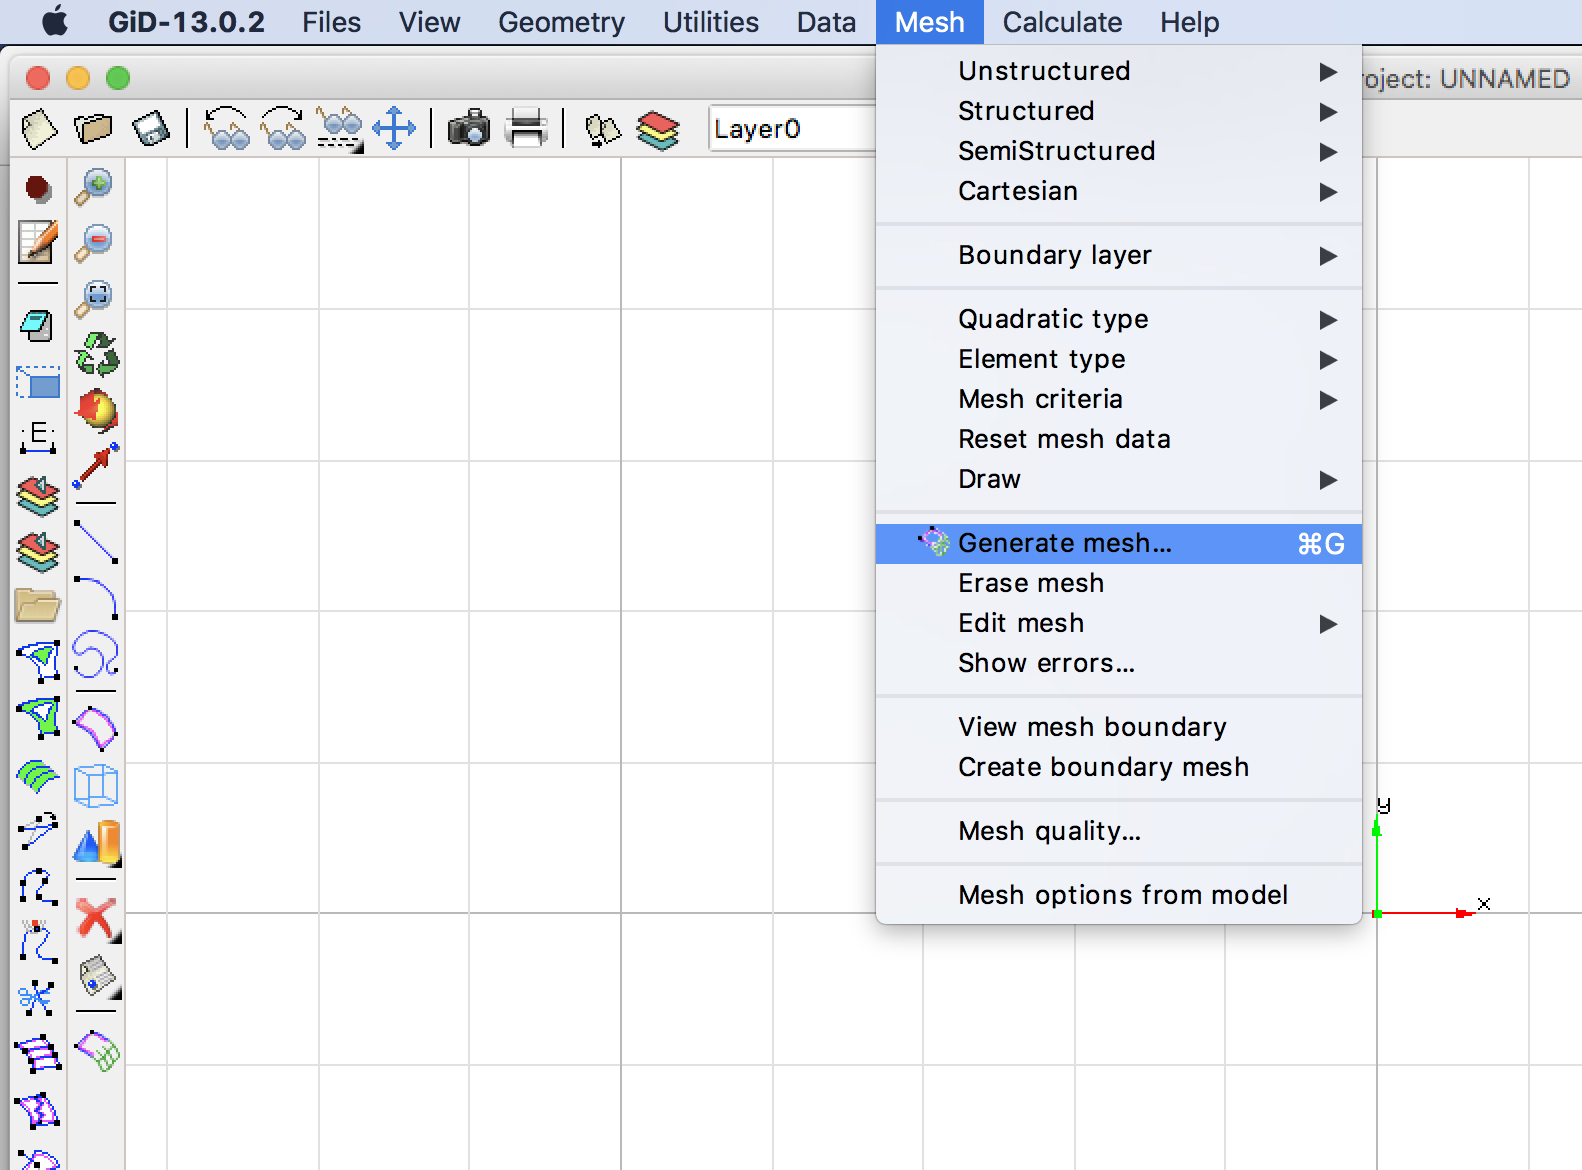 GiD-13.0.2 Files View Geometry Utilities Data Mesh Calculate Help
oject: UNNAMED
Layer0
Unstructured
Structured
SemiStructured
Cartesian
Boundary layer
Quadratic type
Element type
Mesh criteria
Reset mesh data
Draw
Generate mesh... ⌘G
Erase mesh
Edit mesh
Show errors...
View mesh boundary
Create boundary mesh
Mesh quality...
Mesh options from model
E
y
x